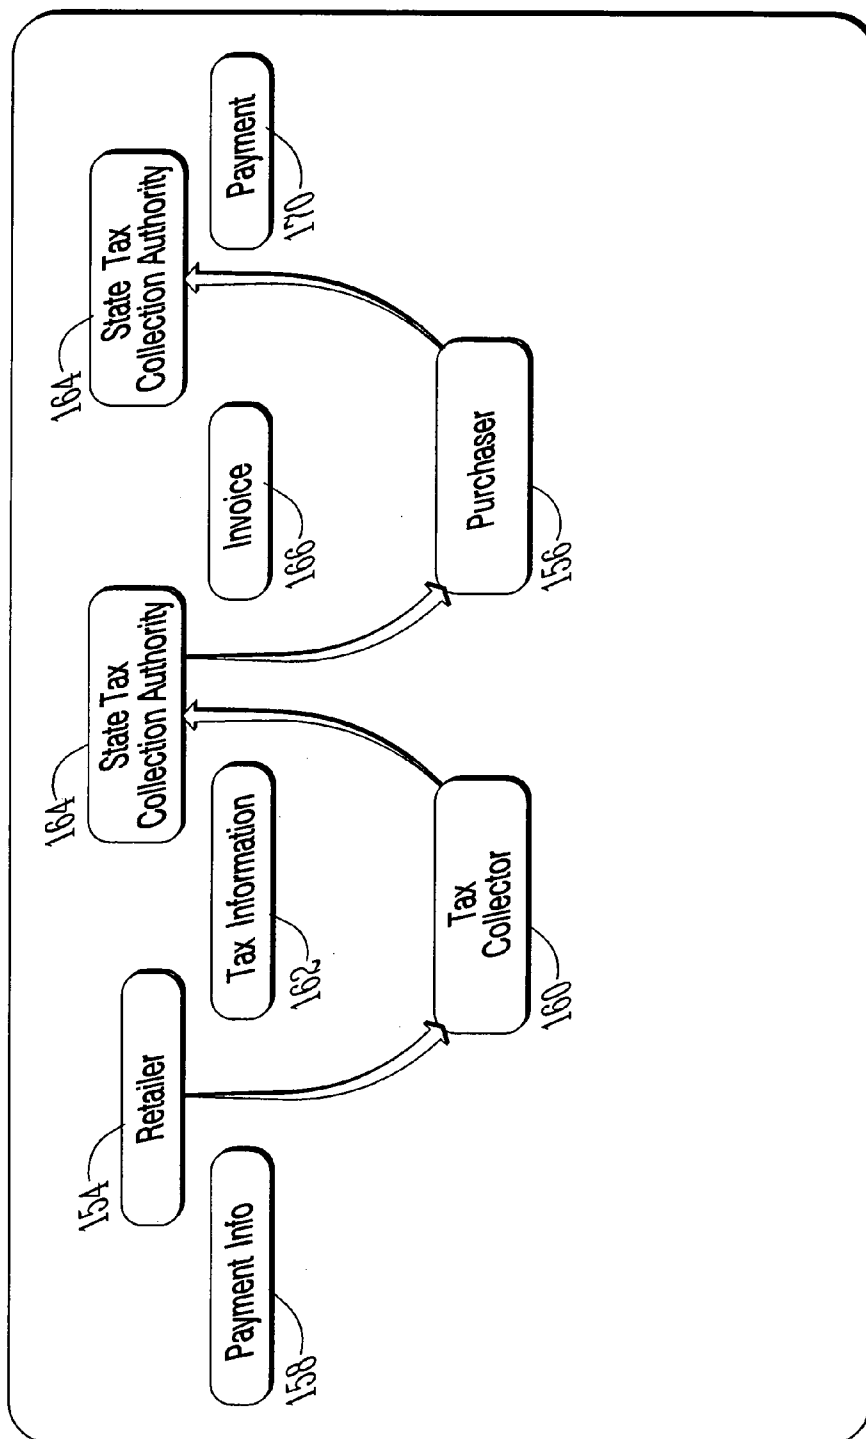 154
Retailer
164
State Tax
Collection Authority
164
State Tax
Collection Authority
Payment Info
158
Tax Information
162
Invoice
166
Payment
170
Tax
Collector
160
Purchaser
156